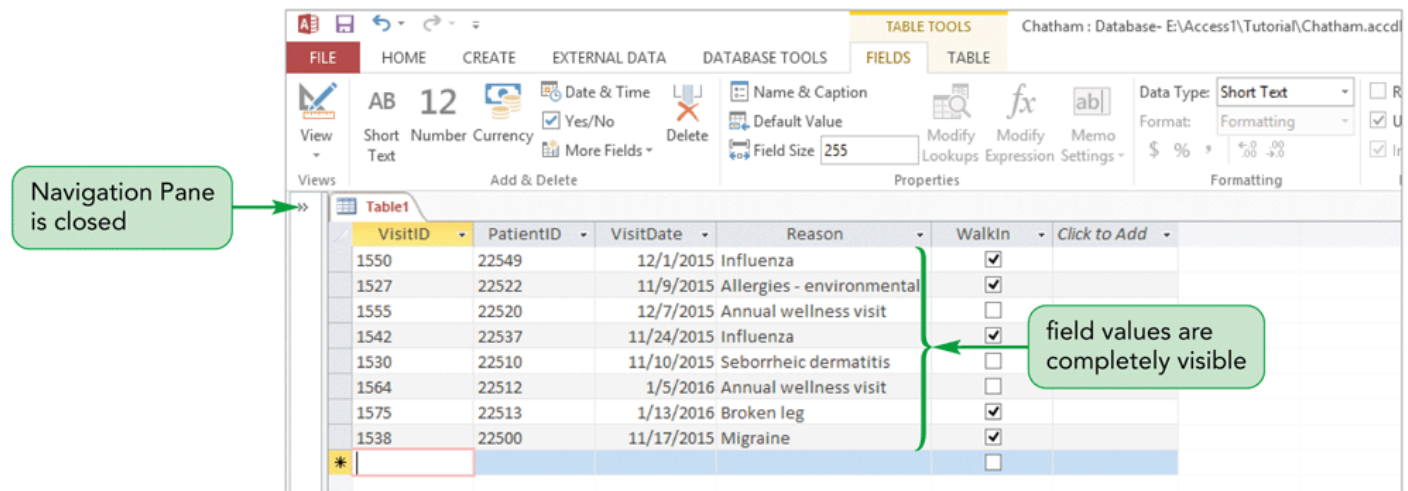 TABLE TOOLS
Chatham : Database- E:\Access1\Tutorial\Chatham.accd
FILE HOME CREATE EXTERNAL DATA DATABASE TOOLS FIELDS TABLE
View
AB
Short
Text
12
Number
Currency
Date & Time
Yes/No
More Fields
Delete
Name & Caption
Default Value
Field Size 255
Modify
Lookups
fx
Modify
Expression
ab
Memo
Settings
Data Type: Short Text
Format: Formatting
$ % ,
Views
Add & Delete
Properties
Formatting
Navigation Pane
is closed
Table1
VisitID PatientID VisitDate Reason WalkIn Click to Add
1550 22549 12/1/2015 Influenza
1527 22522 11/9/2015 Allergies - environmental
1555 22520 12/7/2015 Annual wellness visit
1542 22537 11/24/2015 Influenza
1530 22510 11/10/2015 Seborrheic dermatitis
1564 22512 1/5/2016 Annual wellness visit
1575 22513 1/13/2016 Broken leg
1538 22500 11/17/2015 Migraine
field values are
completely visible